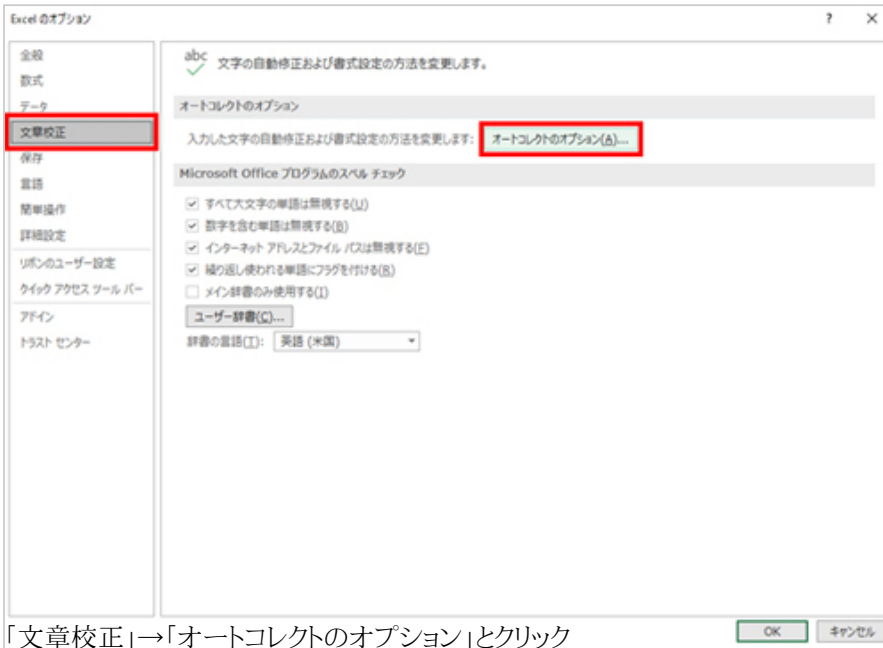 Excel のオプション
? ×
全般
数式
データ
文章校正
保存
言語
簡単操作
詳細設定
リボンのユーザー設定
クイック アクセス ツール バー
アドイン
トラスト センター
abc 文字の自動修正および書式設定の方法を変更します。
オートコレクトのオプション
入力した文字の自動修正および書式設定の方法を変更します: オートコレクトのオプション(A)...
Microsoft Office プログラムのスペル チェック
すべて大文字の単語は無視する(U)
数字を含む単語は無視する(B)
インターネット アドレスとファイル パスは無視する(F)
繰り返し使われる単語にフラグを付ける(R)
メイン辞書のみ使用する(I)
ユーザー辞書(C)...
辞書の言語(T): 英語 (米国)
OK キャンセル
「文章校正」→「オートコレクトのオプション」とクリック